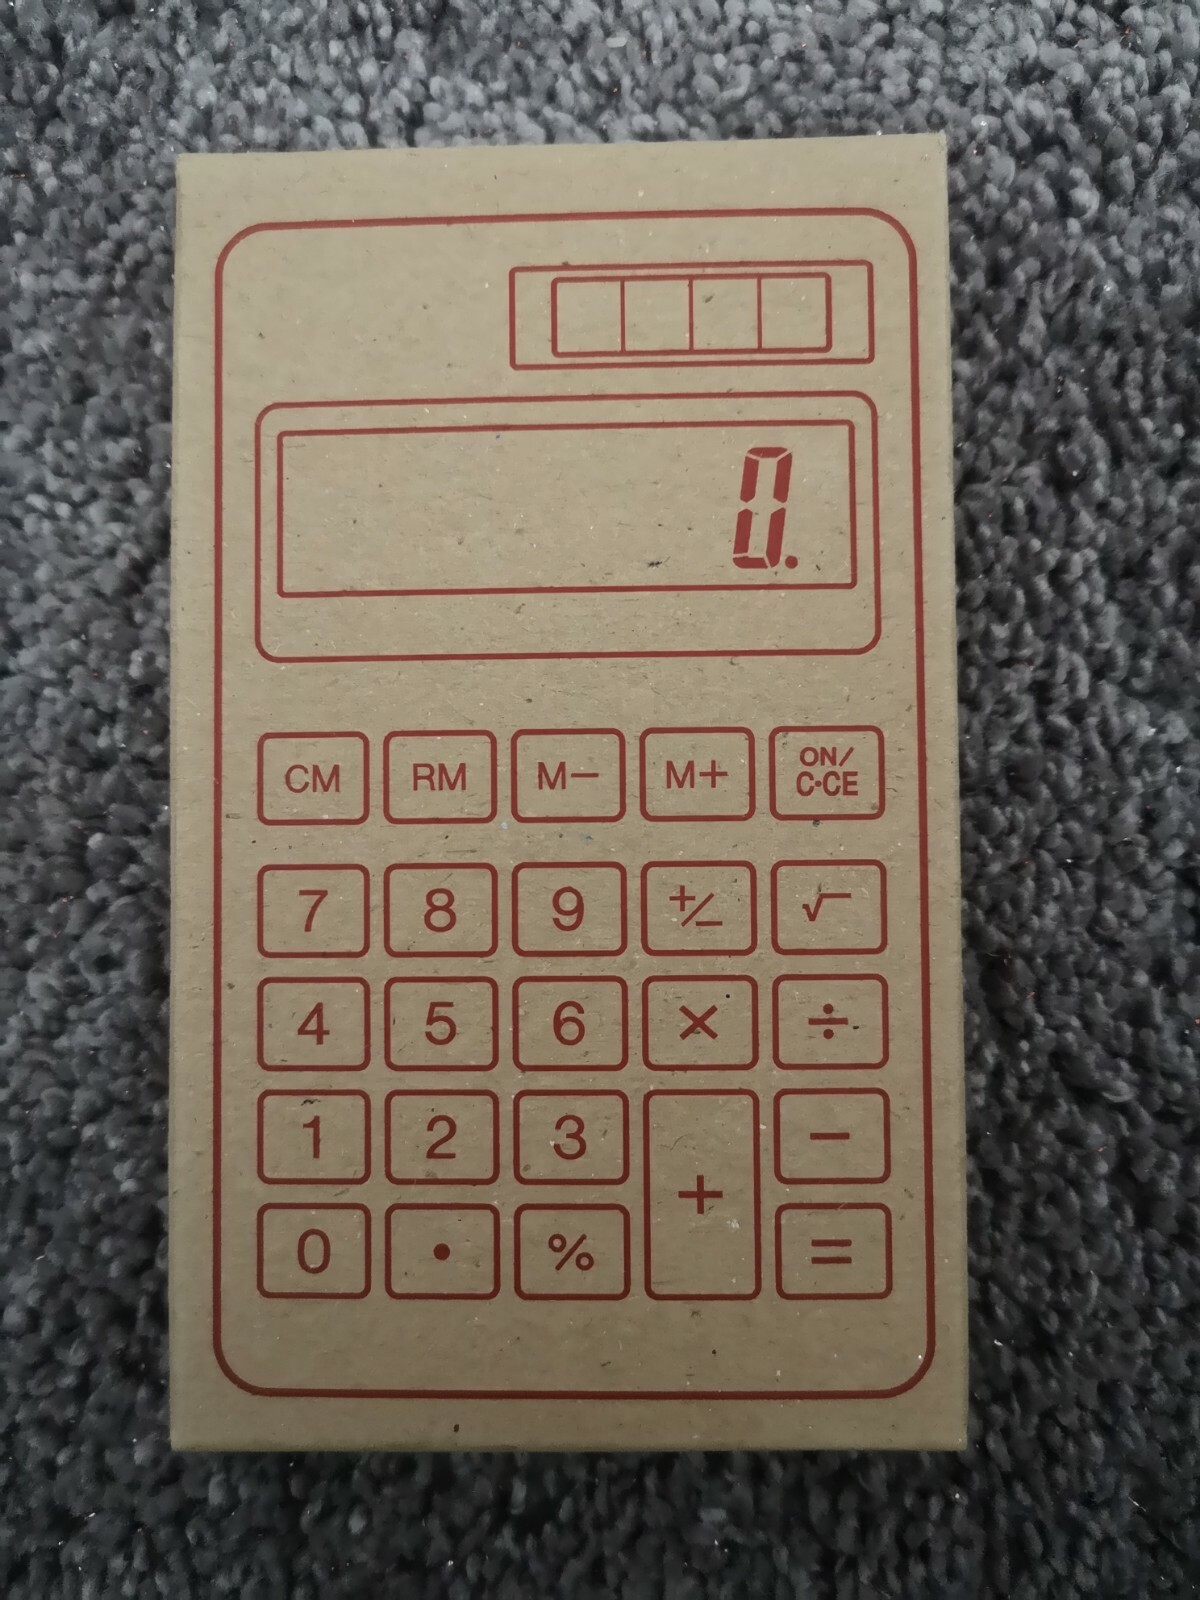 0.
CM RM M− M+ ON/
C·CE
7 8 9 +/− √
4 5 6 × ÷
1 2 3 + −
0 • % =